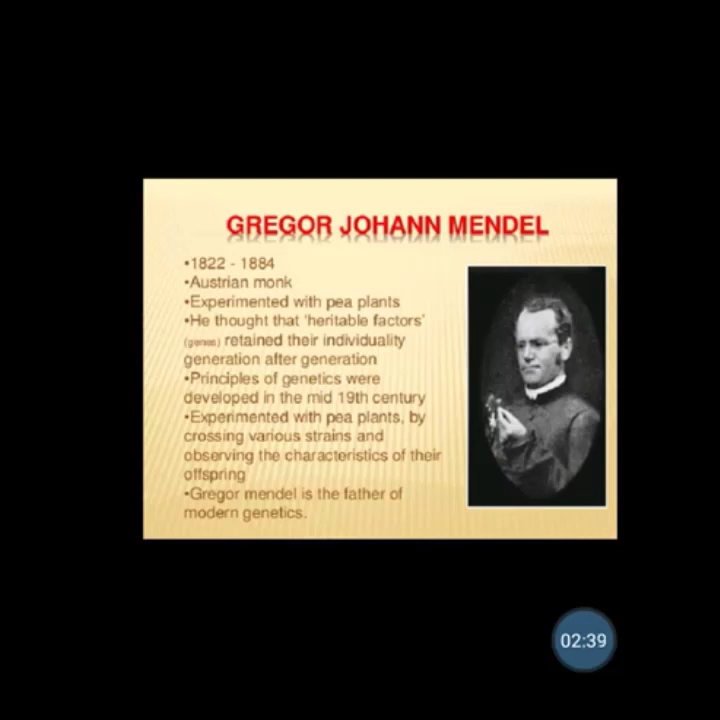 GREGOR JOHANN MENDEL
•1822 - 1884
•Austrian monk
•Experimented with pea plants
•He thought that 'heritable factors'
(genes) retained their individuality
generation after generation
•Principles of genetics were
developed in the mid 19th century
•Experimented with pea plants, by
crossing various strains and
observing the characteristics of their
offspring
•Gregor mendel is the father of
modern genetics.
02:39